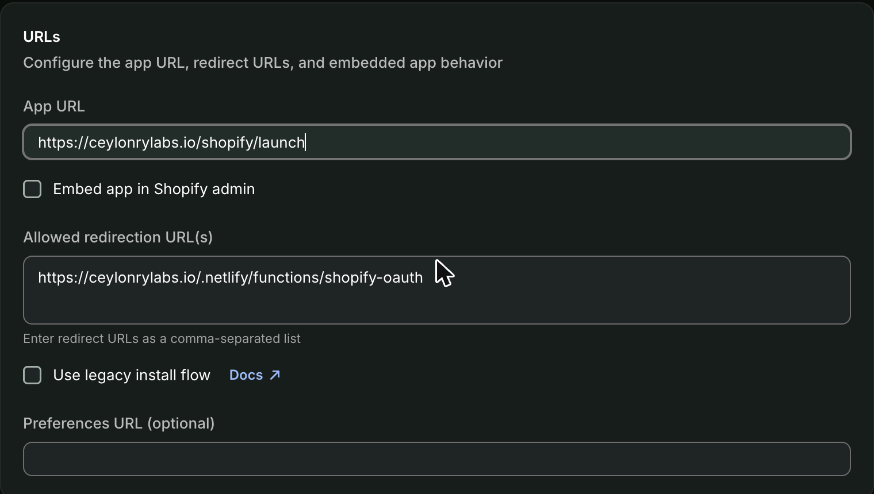 URLs
Configure the app URL, redirect URLs, and embedded app behavior
App URL
https://ceylonrylabs.io/shopify/launch
Embed app in Shopify admin
Allowed redirection URL(s)
https://ceylonrylabs.io/.netlify/functions/shopify-oauth
Enter redirect URLs as a comma-separated list
Use legacy install flow Docs ↗
Preferences URL (optional)